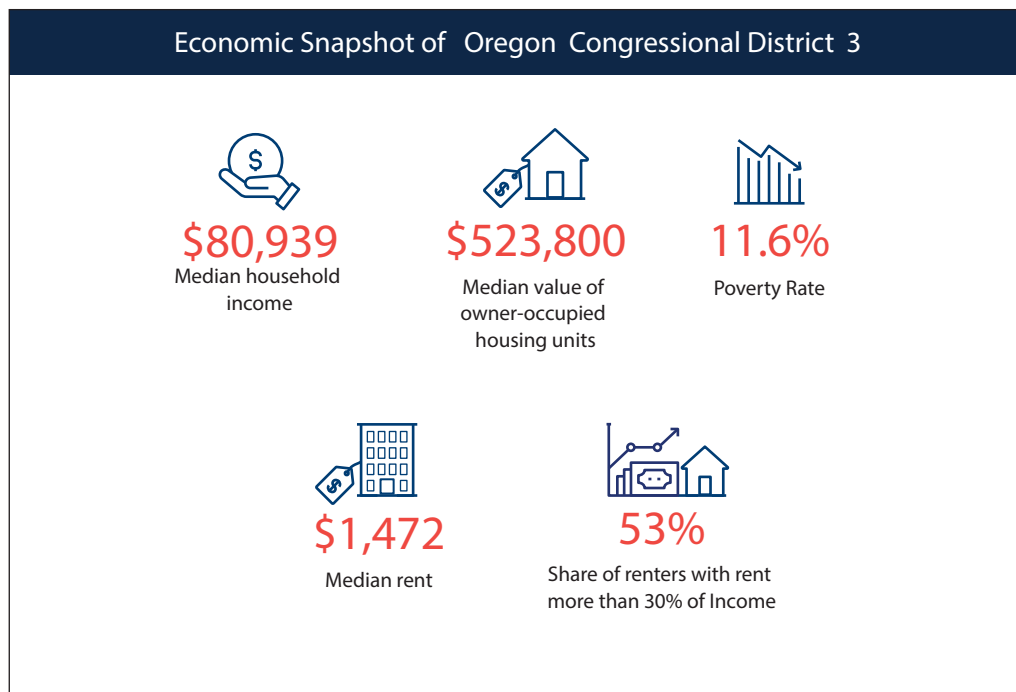 Economic Snapshot of Oregon Congressional District 3
$
$
$80,939
Median household
income
$523,800
Median value of
owner-occupied
housing units
11.6%
Poverty Rate
$
$1,472
Median rent
53%
Share of renters with rent
more than 30% of Income